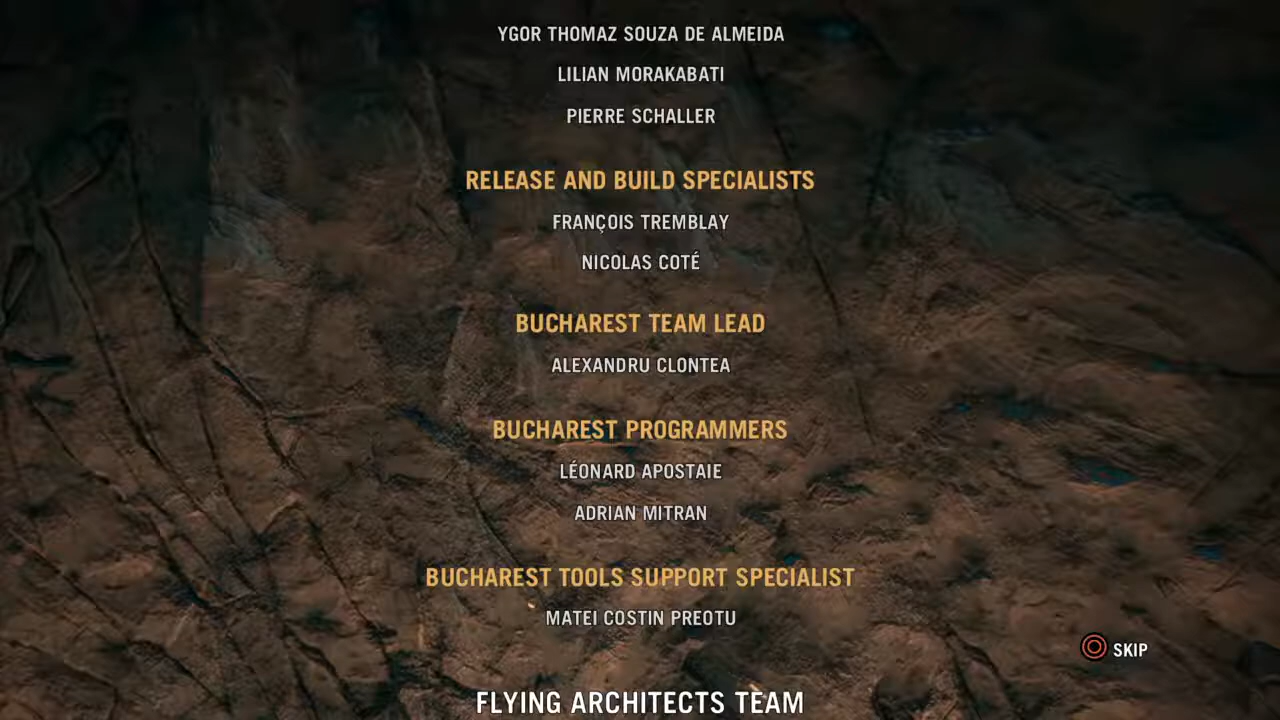 YGOR THOMAZ SOUZA DE ALMEIDA
LILIAN MORAKABATI
PIERRE SCHALLER
RELEASE AND BUILD SPECIALISTS
FRANÇOIS TREMBLAY
NICOLAS COTÉ
BUCHAREST TEAM LEAD
ALEXANDRU CLONTEA
BUCHAREST PROGRAMMERS
LÉONARD APOSTAIE
ADRIAN MITRAN
BUCHAREST TOOLS SUPPORT SPECIALIST
MATEI COSTIN PREOTU
SKIP
FLYING ARCHITECTS TEAM